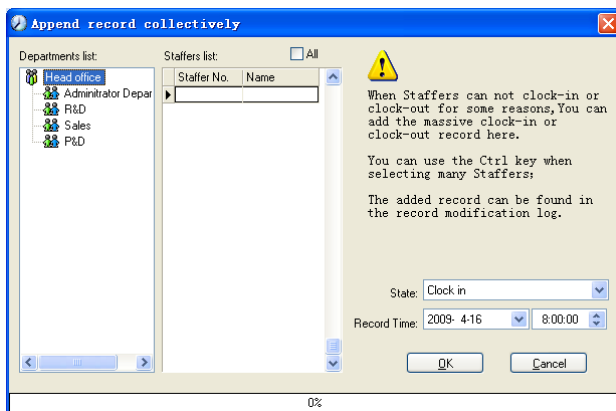 Append record collectively
Departments list:
Staffers list:
All
Head office
Adminitrator Depar
R&D
Sales
P&D
Staffer No. Name
When Staffers can not clock-in or
clock-out for some reasons,You can
add the massive clock-in or
clock-out record here.
You can use the Ctrl key when
selecting many Staffers;
The added record can be found in
the record modification log.
State: Clock in
Record Time: 2009- 4-16 8:00:00
OK Cancel
0%